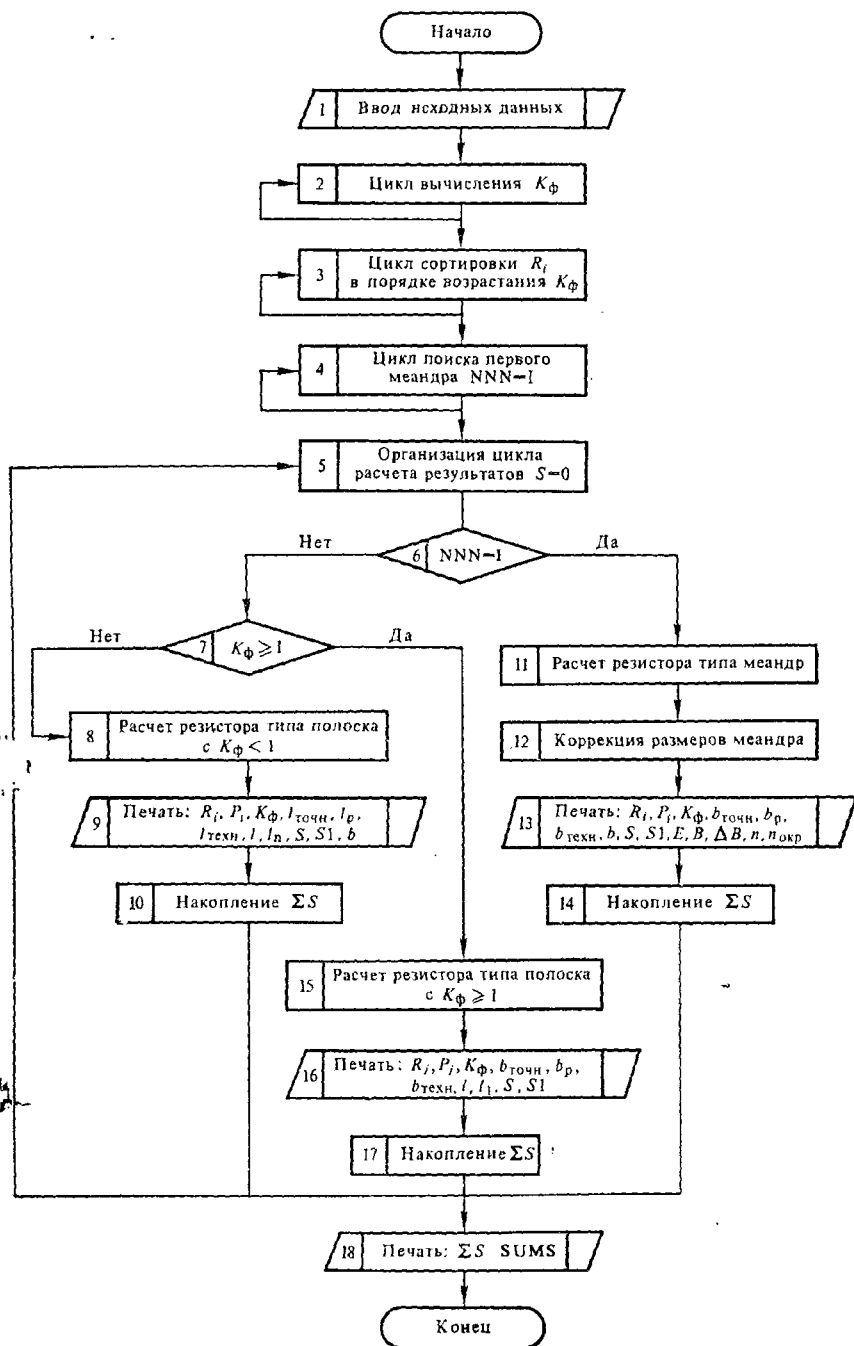 Начало
1 Ввод исходных данных
2 Цикл вычисления Kф
3 Цикл сортировки Ri
в порядке возрастания Kф
4 Цикл поиска первого
меандра NNN=I
5 Организация цикла
расчета результатов S=0
Нет
6 NNN=I
Да
Нет
7 Kф ⩾ 1
Да
8 Расчет резистора типа полоска
с Kф < 1
9 Печать: Ri, Pi, Kф, lточн, lр,
lтехн, l, lп, S, S1, b
10 Накопление ΣS
11 Расчет резистора типа меандр
12 Коррекция размеров меандра
13 Печать: Ri, Pi, Kф, bточн, bр,
bтехн, b, S, S1, E, B, ΔB, n, nокр
14 Накопление ΣS
15 Расчет резистора типа полоска
с Kф ⩾ 1
16 Печать: Ri, Pi, Kф, bточн, bр,
bтехн, l, l1, S, S1
17 Накопление ΣS
18 Печать: ΣS SUMS
Конец